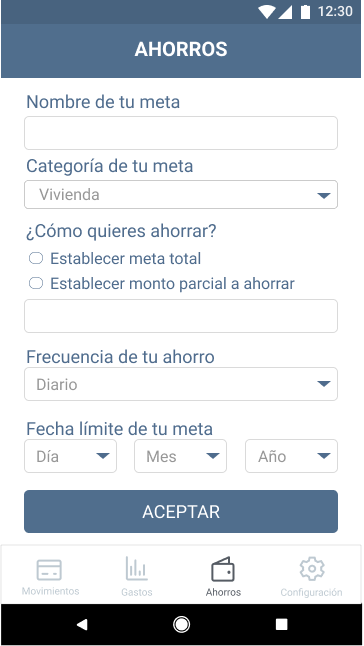 12:30
AHORROS
Nombre de tu meta
Categoría de tu meta
Vivienda
¿Cómo quieres ahorrar?
Establecer meta total
Establecer monto parcial a ahorrar
Frecuencia de tu ahorro
Diario
Fecha límite de tu meta
Día Mes Año
ACEPTAR
Movimientos Gastos Ahorros Configuración